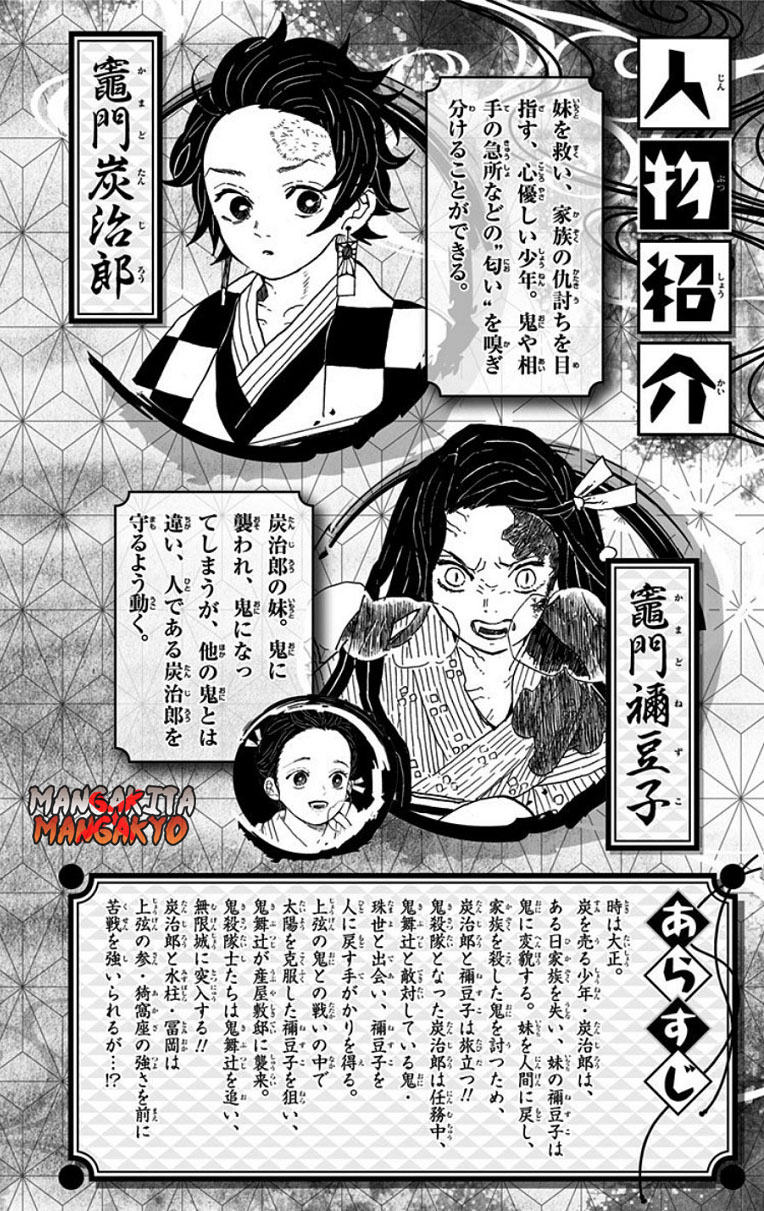 人物紹介
竈門炭治郎
妹を救い、家族の仇討ちを目
指す、心優しい少年。鬼や相
手の急所などの"匂い"を嗅ぎ
分けることができる。
竈門禰豆子
炭治郎の妹。鬼に
襲われ、鬼になっ
てしまうが、他の鬼とは
違い、人である炭治郎を
守るよう動く。
MANGAKITA
MANGAKYO
あらすじ
時は大正。
炭を売る少年・炭治郎は、
ある日家族を失い、妹の禰豆子は
鬼に変貌する。妹を人間に戻し、
家族を殺した鬼を討つため、
炭治郎と禰豆子は旅立つ!!
鬼殺隊となった炭治郎は任務中、
鬼舞辻と敵対している鬼・
珠世と出会い、禰豆子を
人に戻す手がかりを得る。
上弦の鬼との戦いの中で
太陽を克服した禰豆子を狙い、
鬼舞辻が産屋敷邸に襲来。
鬼殺隊士たちは鬼舞辻を追い、
無限城に突入する!!
炭治郎と水柱・冨岡は
上弦の参・猗窩座の強さを前に
苦戦を強いられるが…!?